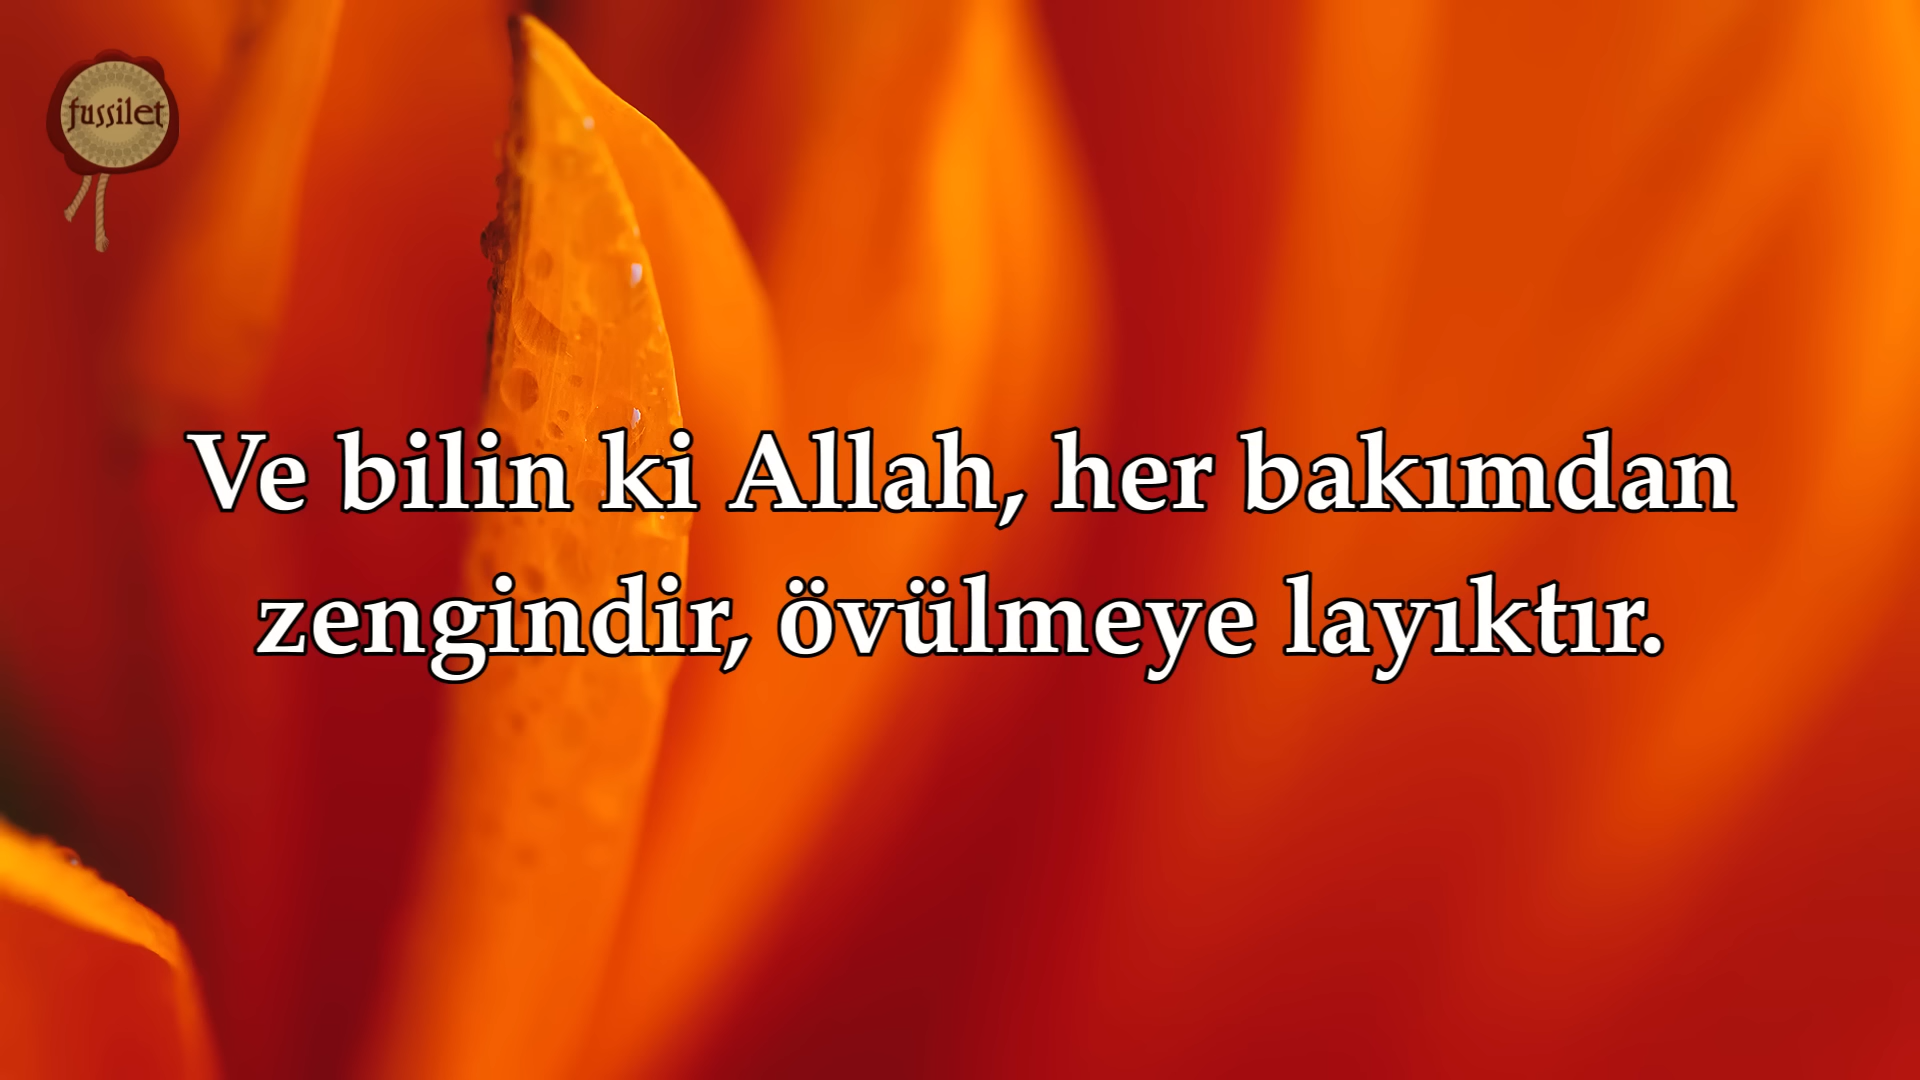 fussilet
Ve bilin ki Allah, her bakımdan
zengindir, övülmeye layıktır.